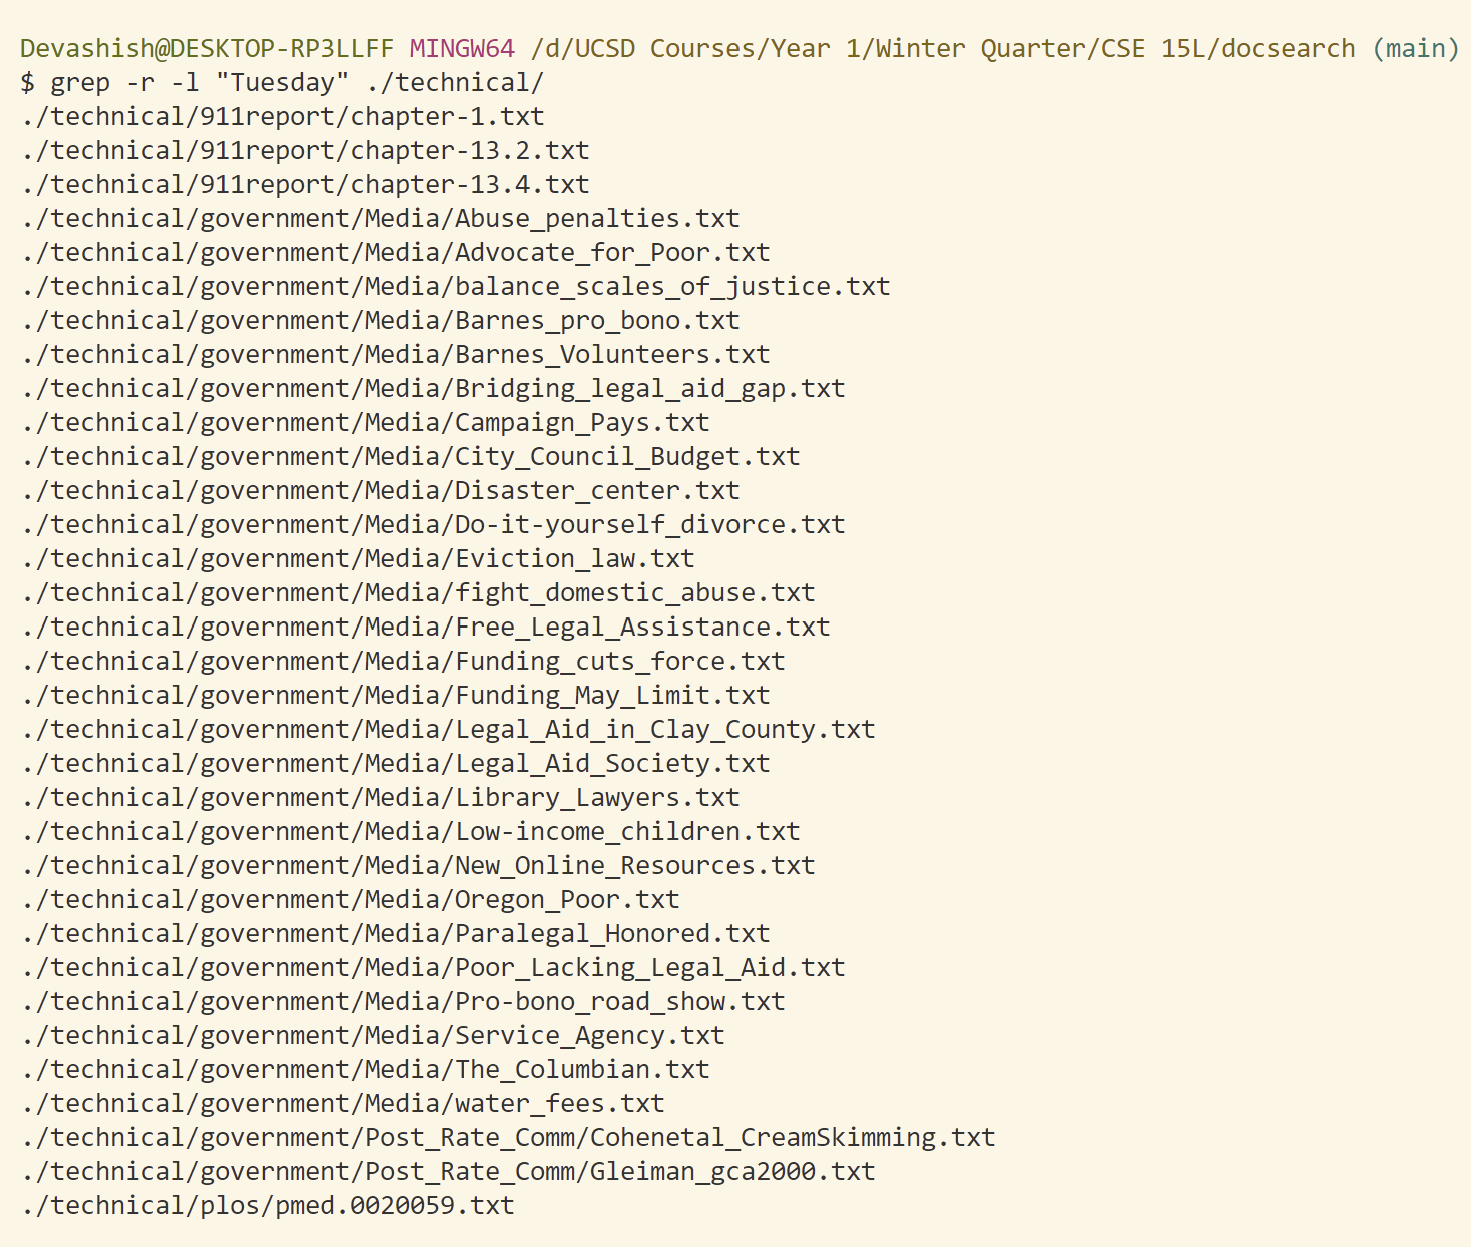 Devashish@DESKTOP-RP3LLFF MINGW64 /d/UCSD Courses/Year 1/Winter Quarter/CSE 15L/docsearch (main)
$ grep -r -l "Tuesday" ./technical/
./technical/911report/chapter-1.txt
./technical/911report/chapter-13.2.txt
./technical/911report/chapter-13.4.txt
./technical/government/Media/Abuse_penalties.txt
./technical/government/Media/Advocate_for_Poor.txt
./technical/government/Media/balance_scales_of_justice.txt
./technical/government/Media/Barnes_pro_bono.txt
./technical/government/Media/Barnes_Volunteers.txt
./technical/government/Media/Bridging_legal_aid_gap.txt
./technical/government/Media/Campaign_Pays.txt
./technical/government/Media/City_Council_Budget.txt
./technical/government/Media/Disaster_center.txt
./technical/government/Media/Do-it-yourself_divorce.txt
./technical/government/Media/Eviction_law.txt
./technical/government/Media/fight_domestic_abuse.txt
./technical/government/Media/Free_Legal_Assistance.txt
./technical/government/Media/Funding_cuts_force.txt
./technical/government/Media/Funding_May_Limit.txt
./technical/government/Media/Legal_Aid_in_Clay_County.txt
./technical/government/Media/Legal_Aid_Society.txt
./technical/government/Media/Library_Lawyers.txt
./technical/government/Media/Low-income_children.txt
./technical/government/Media/New_Online_Resources.txt
./technical/government/Media/Oregon_Poor.txt
./technical/government/Media/Paralegal_Honored.txt
./technical/government/Media/Poor_Lacking_Legal_Aid.txt
./technical/government/Media/Pro-bono_road_show.txt
./technical/government/Media/Service_Agency.txt
./technical/government/Media/The_Columbian.txt
./technical/government/Media/water_fees.txt
./technical/government/Post_Rate_Comm/Cohenetal_CreamSkimming.txt
./technical/government/Post_Rate_Comm/Gleiman_gca2000.txt
./technical/plos/pmed.0020059.txt